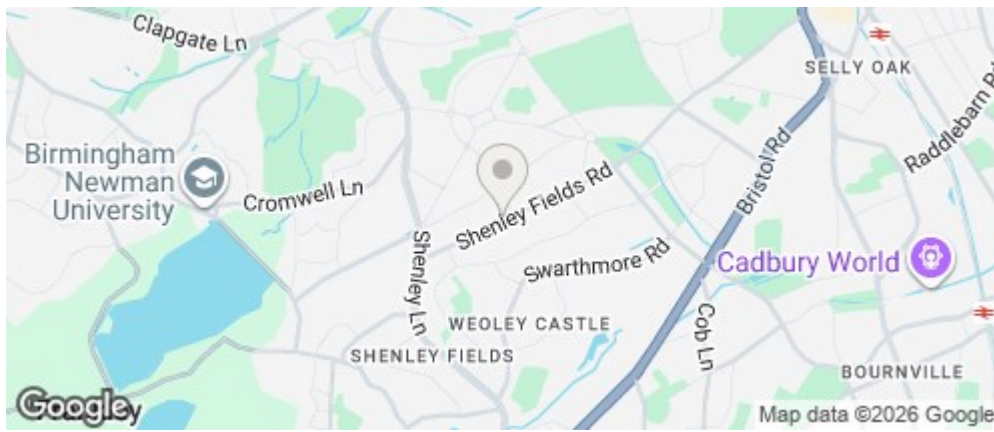 Clapgate Ln
SELLY OAK
Raddlebarn Rd
Bristol Rd
Birmingham
Newman
University
Cromwell Ln
Shenley Fields Rd
Shenley Ln
Swarthmore Rd
Cadbury World
Cob Ln
WEOLEY CASTLE
SHENLEY FIELDS
BOURNVILLE
Google
Map data ©2026 Google